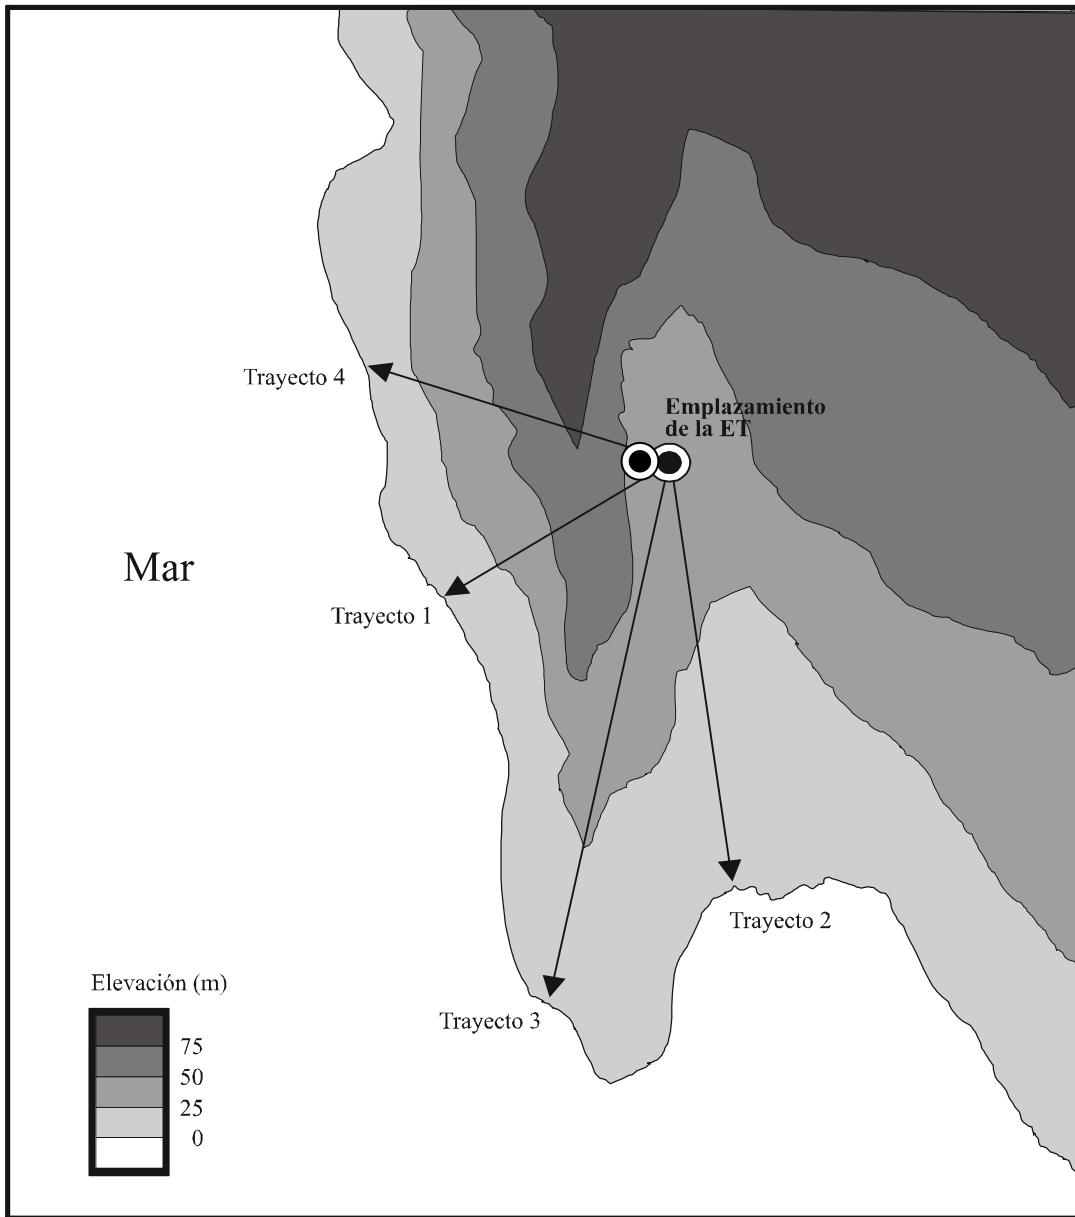 Trayecto 4
Emplazamiento
de la ET
Mar
Trayecto 1
Trayecto 2
Elevación (m)
Trayecto 3
75
50
25
0